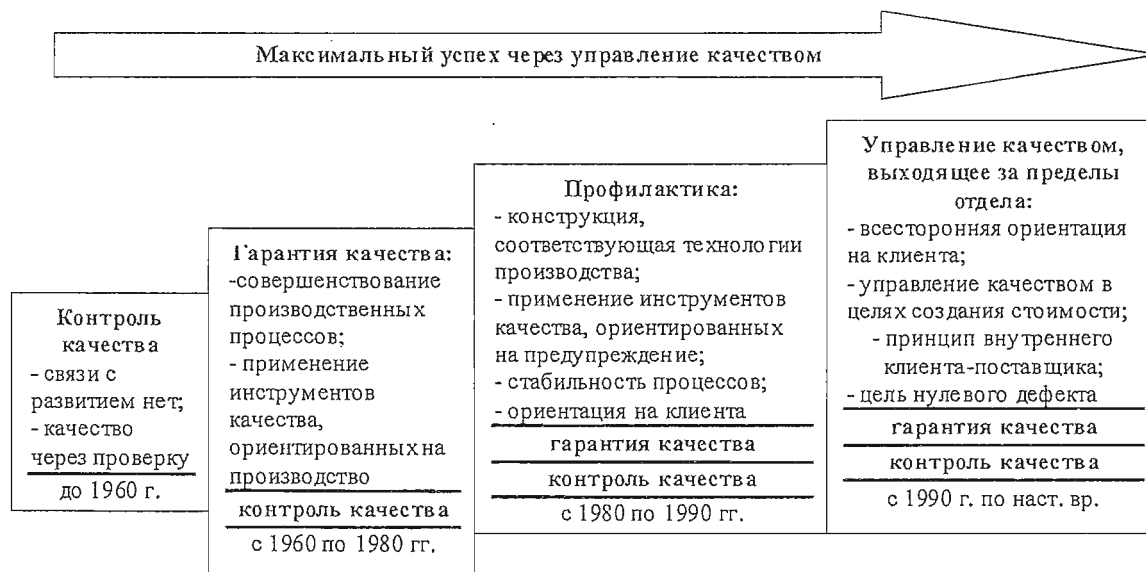 Максимальный успех через управление качеством
Контроль
качества
- связи с
развитием нет;
- качество
через проверку
до 1960 г.
Гарантия качества:
-совершенствование
производственных
процессов;
- применение
инструментов
качества,
ориентированных на
производство
контроль качества
с 1960 по 1980 гг.
Профилактика:
- конструкция,
соответствующая технологии
производства;
- применение инструментов
качества, ориентированных
на предупреждение;
- стабильность процессов;
- ориентация на клиента
гарантия качества
контроль качества
с 1980 по 1990 гг.
Управление качеством,
выходящее за пределы
отдела:
- всесторонняя ориентация
на клиента;
- управление качеством в
целях создания стоимости;
- принцип внутреннего
клиента-поставщика;
- цель нулевого дефекта
гарантия качества
контроль качества
с 1990 г. по наст. вр.